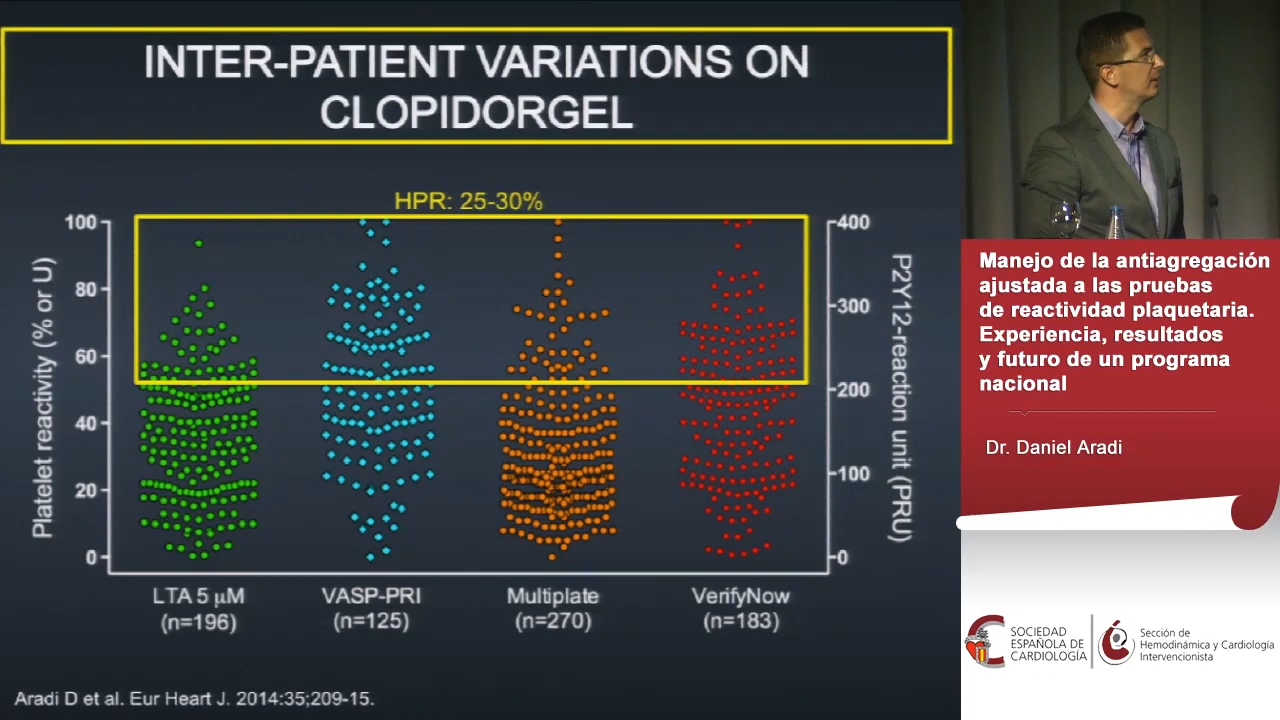 INTER-PATIENT VARIATIONS ON
CLOPIDORGEL
HPR: 25-30%
100
80
60
40
20
0
Platelet reactivity (% or U)
400
300
200
100
0
P2Y12-reaction unit (PRU)
LTA 5 µM
(n=196)
VASP-PRI
(n=125)
Multiplate
(n=270)
VerifyNow
(n=183)
Aradi D et al. Eur Heart J. 2014:35;209-15.
Manejo de la antiagregación
ajustada a las pruebas
de reactividad plaquetaria.
Experiencia, resultados
y futuro de un programa
nacional
Dr. Daniel Aradi
SOCIEDAD
ESPAÑOLA DE
CARDIOLOGÍA
Sección de
Hemodinámica y Cardiología
Intervencionista